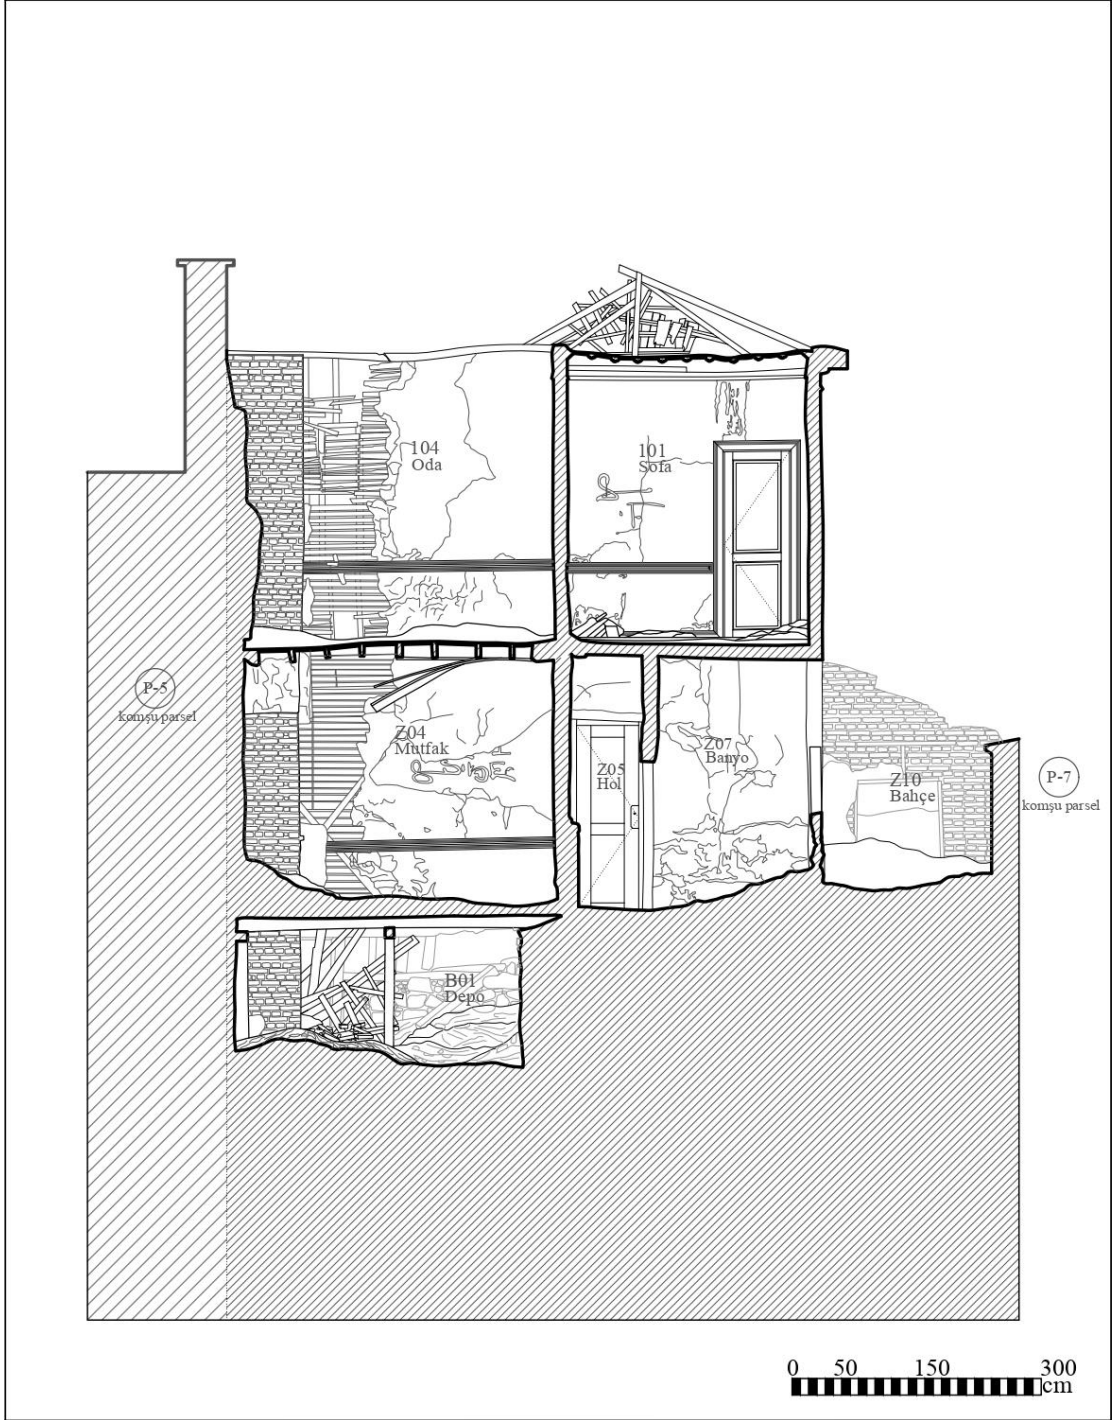 104
Oda
101
Sofa
P-5
komşu parsel
Z04
Mutfak
Z05
Hol
Z07
Banyo
Z10
Bahçe
P-7
komşu parsel
B01
Depo
0 50 150 300
cm